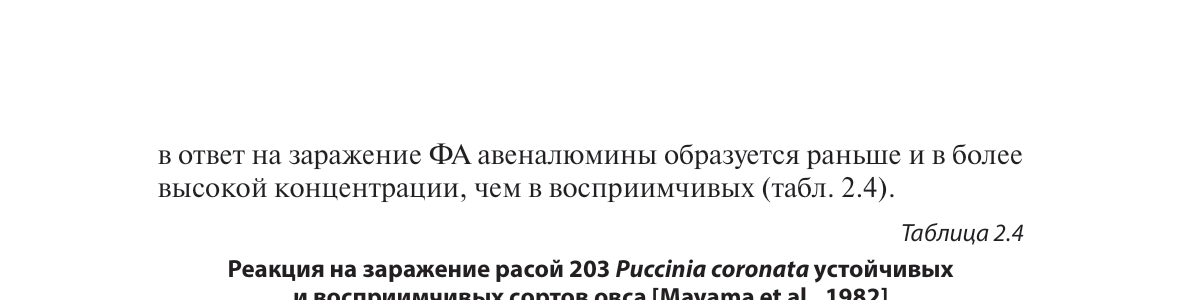 в ответ на заражение ФА авеналюмины образуется раньше и в более
высокой концентрации, чем в восприимчивых (табл. 2.4).
Таблица 2.4
Реакция на заражение расой 203 Puccinia coronata устойчивых
и восприимчивых сортов овса [Mayama et al., 1982]